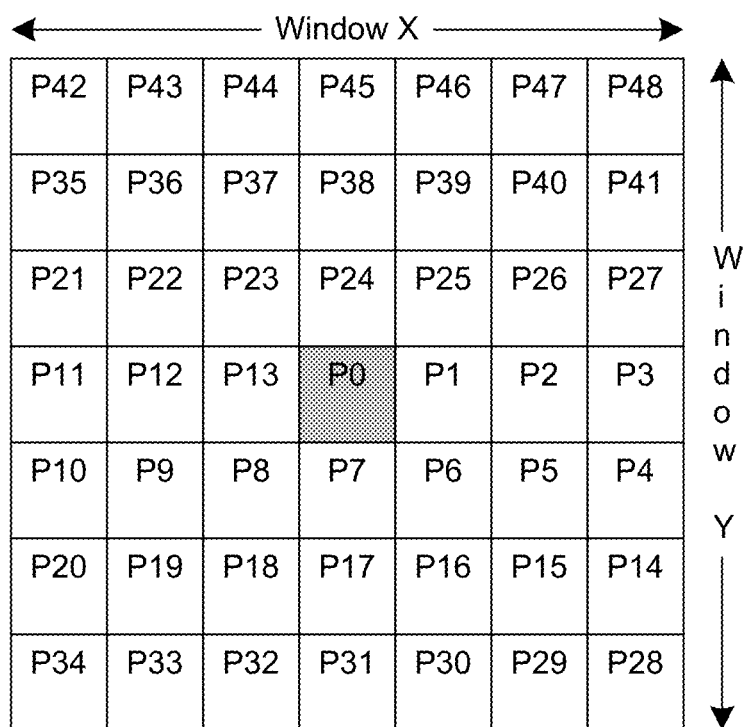 Window X
P42 P43 P44 P45 P46 P47 P48
P35 P36 P37 P38 P39 P40 P41
P21 P22 P23 P24 P25 P26 P27
P11 P12 P13 P0 P1 P2 P3
P10 P9 P8 P7 P6 P5 P4
P20 P19 P18 P17 P16 P15 P14
P34 P33 P32 P31 P30 P29 P28
Window Y